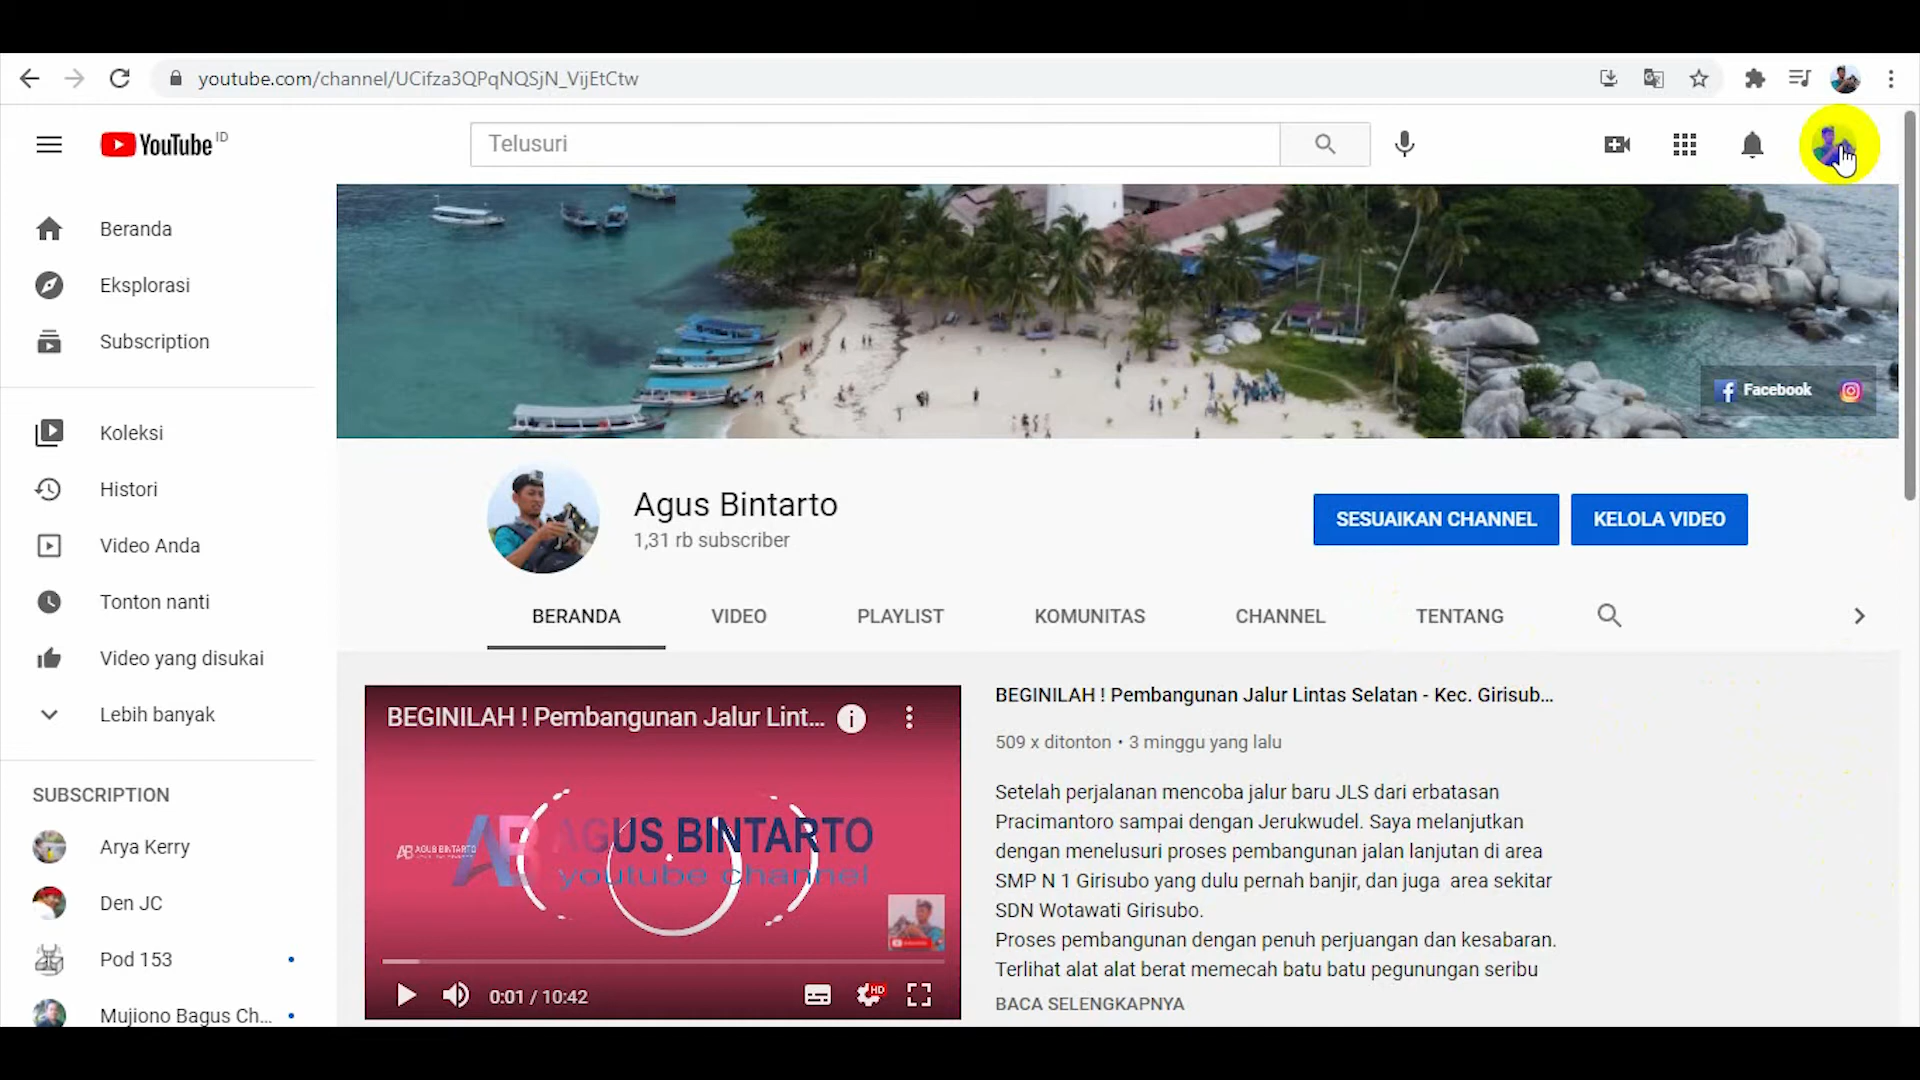 youtube.com/channel/UCifza3QPqNQSjN_VijEtCtw
YouTube ID
Telusuri
Beranda
Eksplorasi
Subscription
Koleksi
Histori
Video Anda
Tonton nanti
Video yang disukai
Lebih banyak
SUBSCRIPTION
Arya Kerry
Den JC
Pod 153
Mujiono Bagus Ch...
Facebook
Agus Bintarto
1,31 rb subscriber
SESUAIKAN CHANNEL
KELOLA VIDEO
BERANDA VIDEO PLAYLIST KOMUNITAS CHANNEL TENTANG
BEGINILAH ! Pembangunan Jalur Lint...
AB AGUS BINTARTO
AB AGUS BINTARTO
youtube channel
0:01 / 10:42
HD
BEGINILAH ! Pembangunan Jalur Lintas Selatan - Kec. Girisub...
509 x ditonton • 3 minggu yang lalu
Setelah perjalanan mencoba jalur baru JLS dari erbatasan
Pracimantoro sampai dengan Jerukwudel. Saya melanjutkan
dengan menelusuri proses pembangunan jalan lanjutan di area
SMP N 1 Girisubo yang dulu pernah banjir, dan juga area sekitar
SDN Wotawati Girisubo.
Proses pembangunan dengan penuh perjuangan dan kesabaran.
Terlihat alat alat berat memecah batu batu pegunungan seribu
BACA SELENGKAPNYA